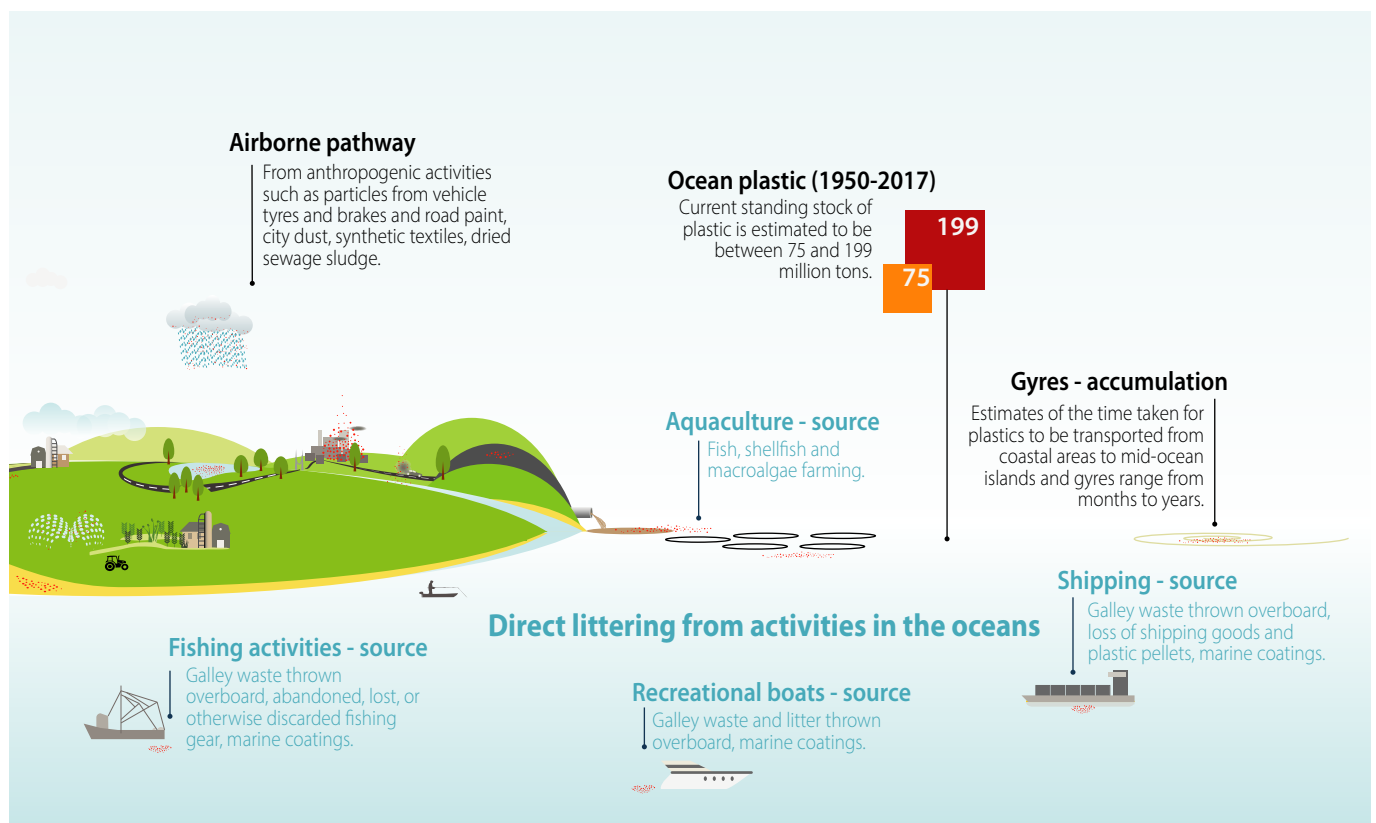 Airborne pathway
From anthropogenic activities
such as particles from vehicle
tyres and brakes and road paint,
city dust, synthetic textiles, dried
sewage sludge.
Ocean plastic (1950-2017)
Current standing stock of
plastic is estimated to be
between 75 and 199
million tons.
199
75
Gyres - accumulation
Estimates of the time taken for
plastics to be transported from
coastal areas to mid-ocean
islands and gyres range from
months to years.
Aquaculture - source
Fish, shellfish and
macroalgae farming.
Direct littering from activities in the oceans
Shipping - source
Galley waste thrown overboard,
loss of shipping goods and
plastic pellets, marine coatings.
Fishing activities - source
Galley waste thrown
overboard, abandoned, lost, or
otherwise discarded fishing
gear, marine coatings.
Recreational boats - source
Galley waste and litter thrown
overboard, marine coatings.